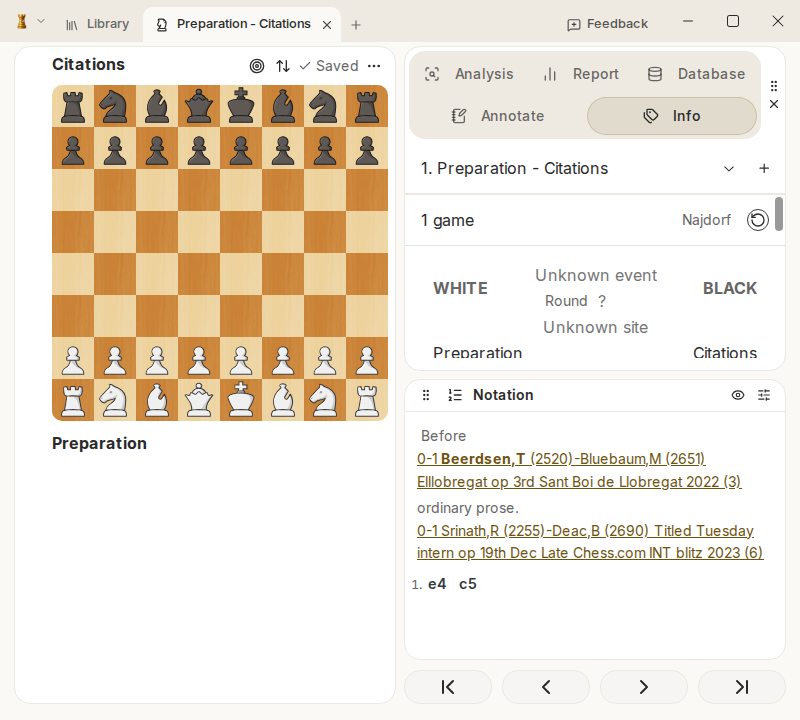 Library
Preparation - Citations
Feedback
Citations
Saved
Preparation
Analysis
Report
Database
Annotate
Info
1. Preparation - Citations
1 game
Najdorf
WHITE
Unknown event
BLACK
Round ?
Unknown site
Preparation
Citations
Notation
Before
0-1 Beerdsen,T (2520)-Bluebaum,M (2651)
Elllobregat op 3rd Sant Boi de Llobregat 2022 (3)
ordinary prose.
0-1 Srinath,R (2255)-Deac,B (2690) Titled Tuesday
intern op 19th Dec Late Chess.com INT blitz 2023 (6)
1. e4 c5